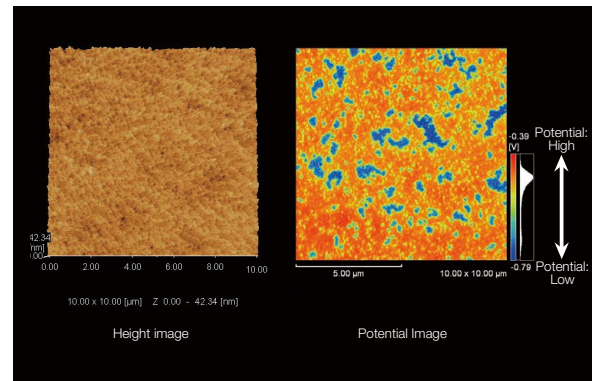 -0.39
[V]
Potential:
High
42.34
[nm]
0.00
0.00 2.00 4.00 6.00 8.00 10.00
5.00 µm 10.00 x 10.00 µm
-0.79
Potential:
Low
10.00 x 10.00 [µm] Z 0.00 - 42.34 [nm]
Height image
Potential Image